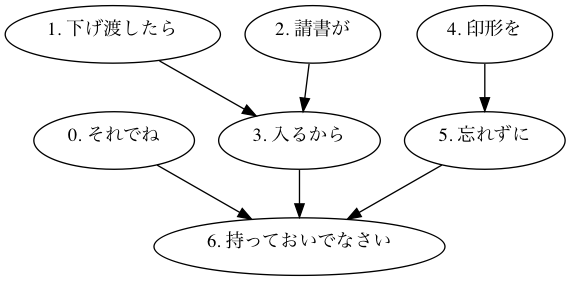 1. 下げ渡したら
2. 請書が
4. 印形を
0. それでね
3. 入るから
5. 忘れずに
6. 持っておいでなさい